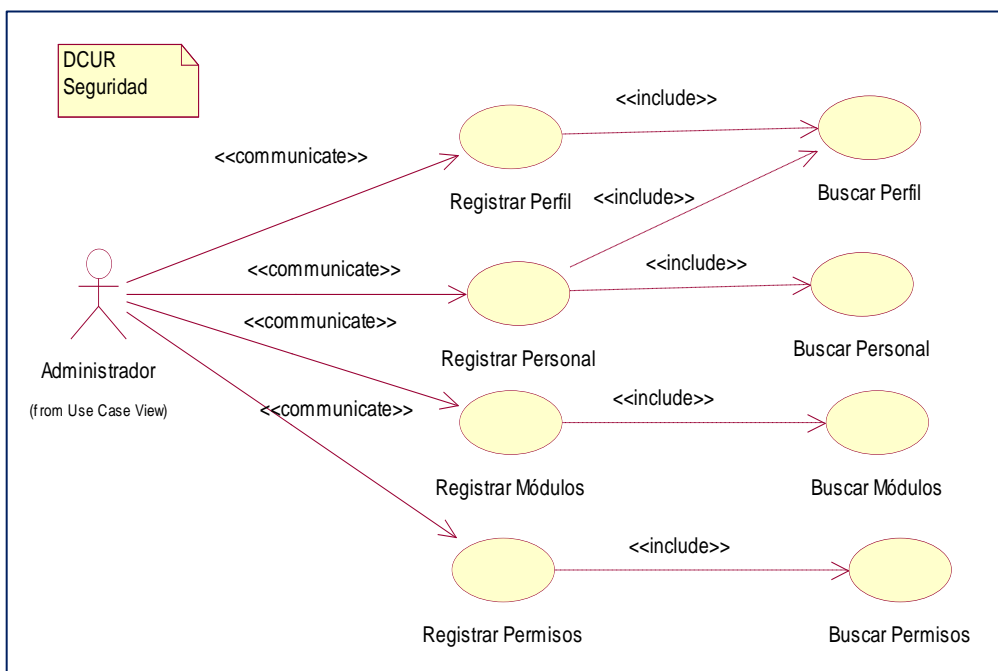 DCUR
Seguridad
<<include>>
<<communicate>>
Registrar Perfil
Buscar Perfil
<<include>>
<<communicate>>
<<include>>
<<communicate>>
Registrar Personal
Buscar Personal
Administrador
(from Use Case View)
<<include>>
<<communicate>>
Registrar Módulos
Buscar Módulos
<<include>>
Registrar Permisos
Buscar Permisos